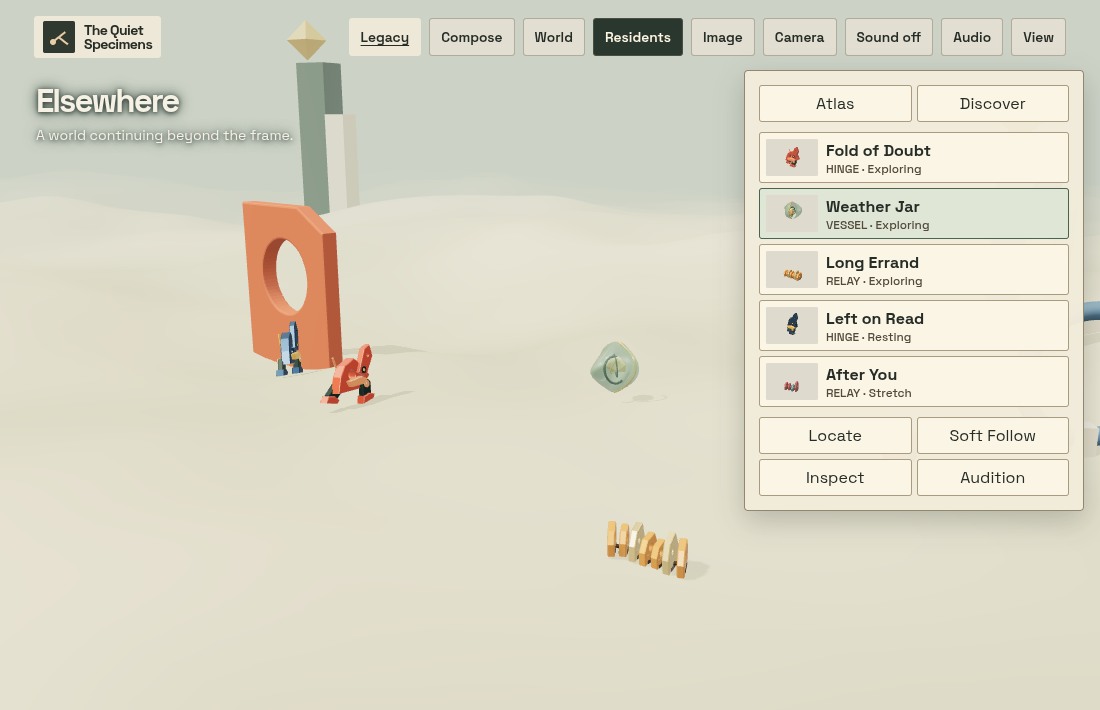 The Quiet
Specimens
Legacy
Compose
World
Residents
Image
Camera
Sound off
Audio
View
Elsewhere
A world continuing beyond the frame.
Atlas
Discover
Fold of Doubt
HINGE · Exploring
Weather Jar
VESSEL · Exploring
Long Errand
RELAY · Exploring
Left on Read
HINGE · Resting
After You
RELAY · Stretch
Locate
Soft Follow
Inspect
Audition